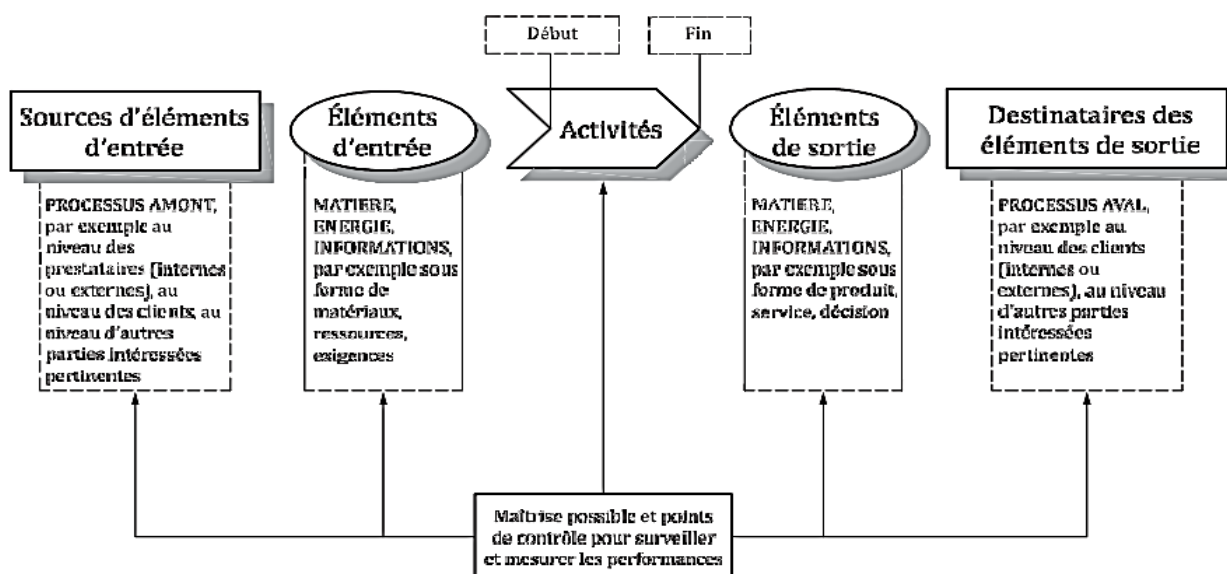 Début
Fin
Sources d'éléments
d'entrée
Éléments
d'entrée
Activités
Éléments
de sortie
Destinataires des
éléments de sortie
PROCESSUS AMONT,
par exemple au
niveau des
prestataires (internes
ou externes), au
niveau des clients, au
niveau d'autres
parties intéressées
pertinentes
MATIERE,
ENERGIE,
INFORMATIONS,
par exemple sous
forme de
matériaux,
ressources,
exigences
MATIERE,
ENERGIE,
INFORMATIONS,
par exemple sous
forme de produit,
service, décision
PROCESSUS AVAL,
par exemple au
niveau des clients
(internes ou
externes), au niveau
d'autres parties
intéressées
pertinentes
Maîtrise possible et points
de contrôle pour surveiller
et mesurer les performances